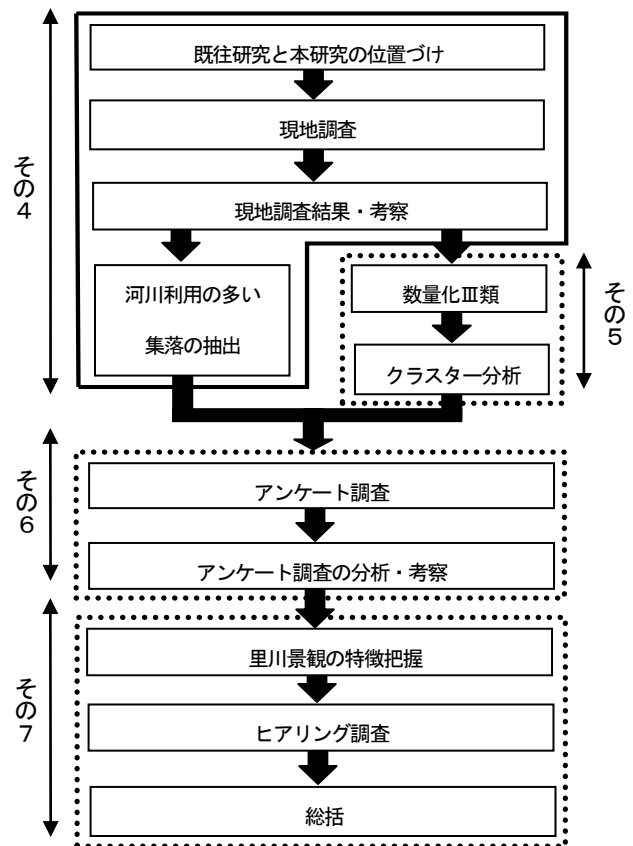 その4
既往研究と本研究の位置づけ
現地調査
現地調査結果・考察
河川利用の多い
集落の抽出
数量化Ⅲ類
クラスター分析
その5
その6
アンケート調査
アンケート調査の分析・考察
その7
里川景観の特徴把握
ヒアリング調査
総括